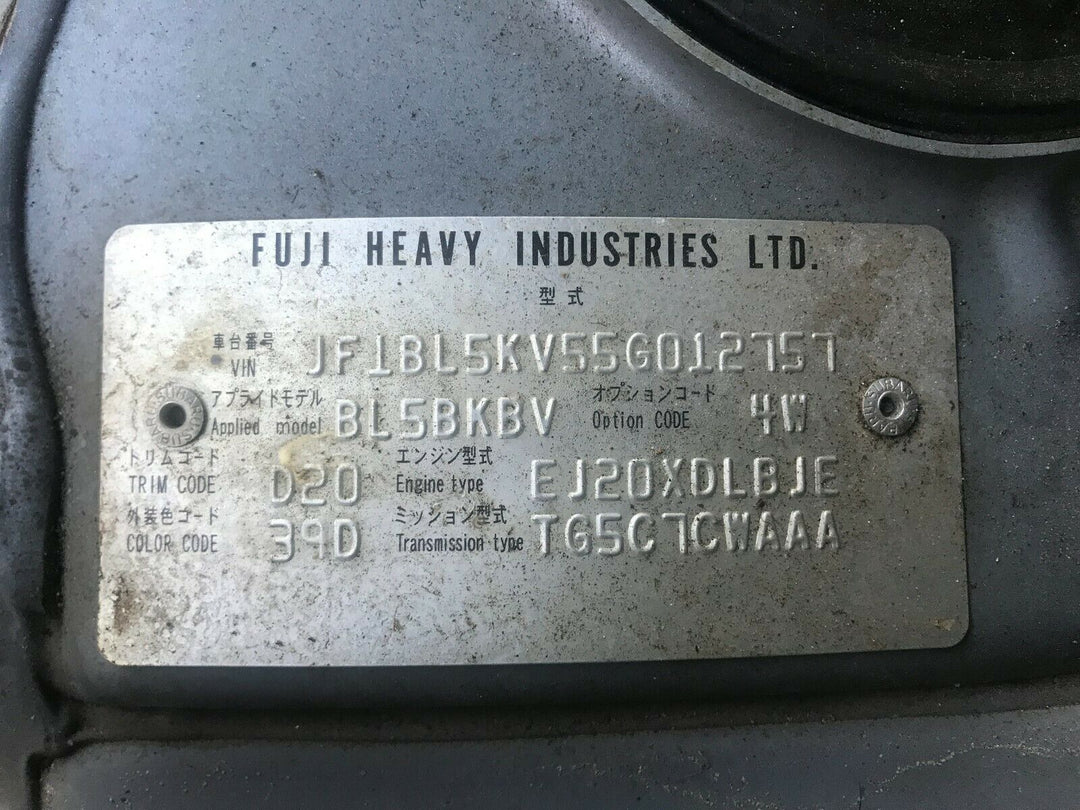 FUJI HEAVY INDUSTRIES LTD.
型式
車台番号
VIN JF1BL5KV55G012757
アプライドモデル オプションコード
Applied model BL5BKBV Option CODE 4W
トリムコード エンジン型式
TRIM CODE D20 Engine type EJ20XDLBJE
外装色コード ミッション型式
COLOR CODE 39D Transmission type TG5C7CWAAA